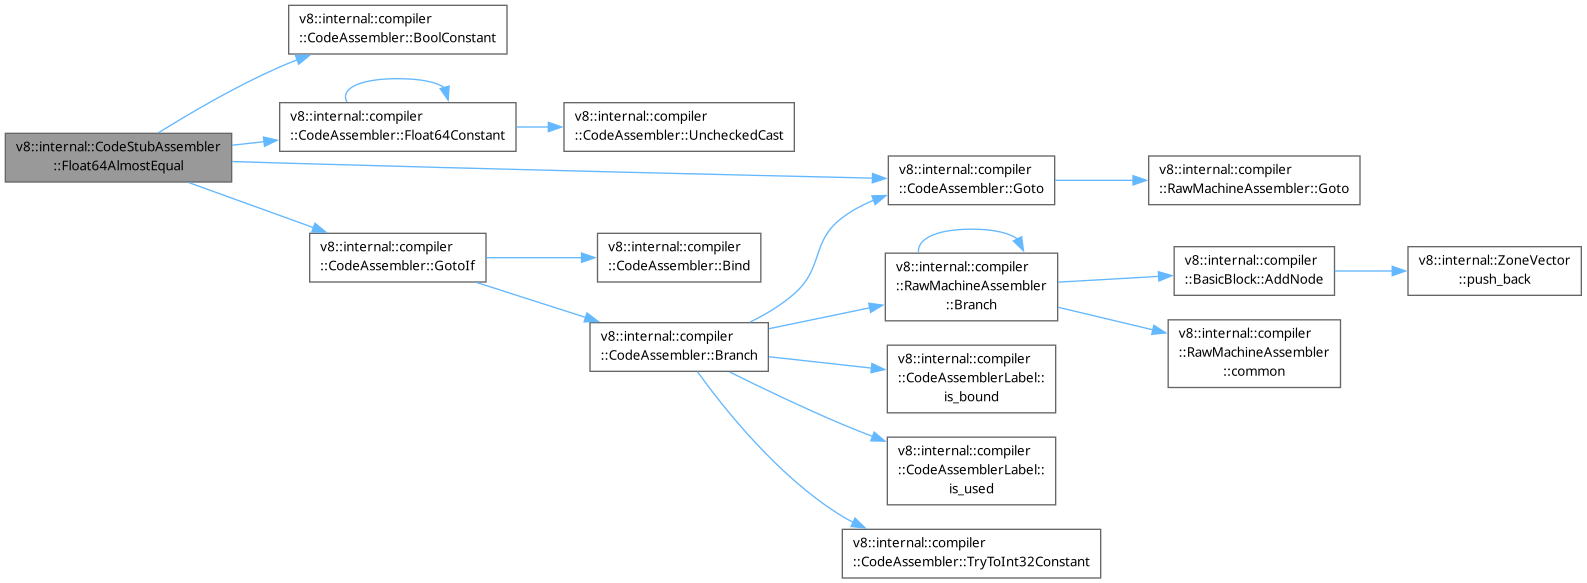 v8::internal::compiler
::CodeAssembler::BoolConstant
v8::internal::compiler
::CodeAssembler::Float64Constant
v8::internal::compiler
::CodeAssembler::UncheckedCast
v8::internal::CodeStubAssembler
::Float64AlmostEqual
v8::internal::compiler
::CodeAssembler::Goto
v8::internal::compiler
::RawMachineAssembler::Goto
v8::internal::compiler
::CodeAssembler::GotoIf
v8::internal::compiler
::CodeAssembler::Bind
v8::internal::compiler
::RawMachineAssembler
::Branch
v8::internal::compiler
::BasicBlock::AddNode
v8::internal::ZoneVector
::push_back
v8::internal::compiler
::CodeAssembler::Branch
v8::internal::compiler
::RawMachineAssembler
::common
v8::internal::compiler
::CodeAssemblerLabel::
is_bound
v8::internal::compiler
::CodeAssemblerLabel::
is_used
v8::internal::compiler
::CodeAssembler::TryToInt32Constant